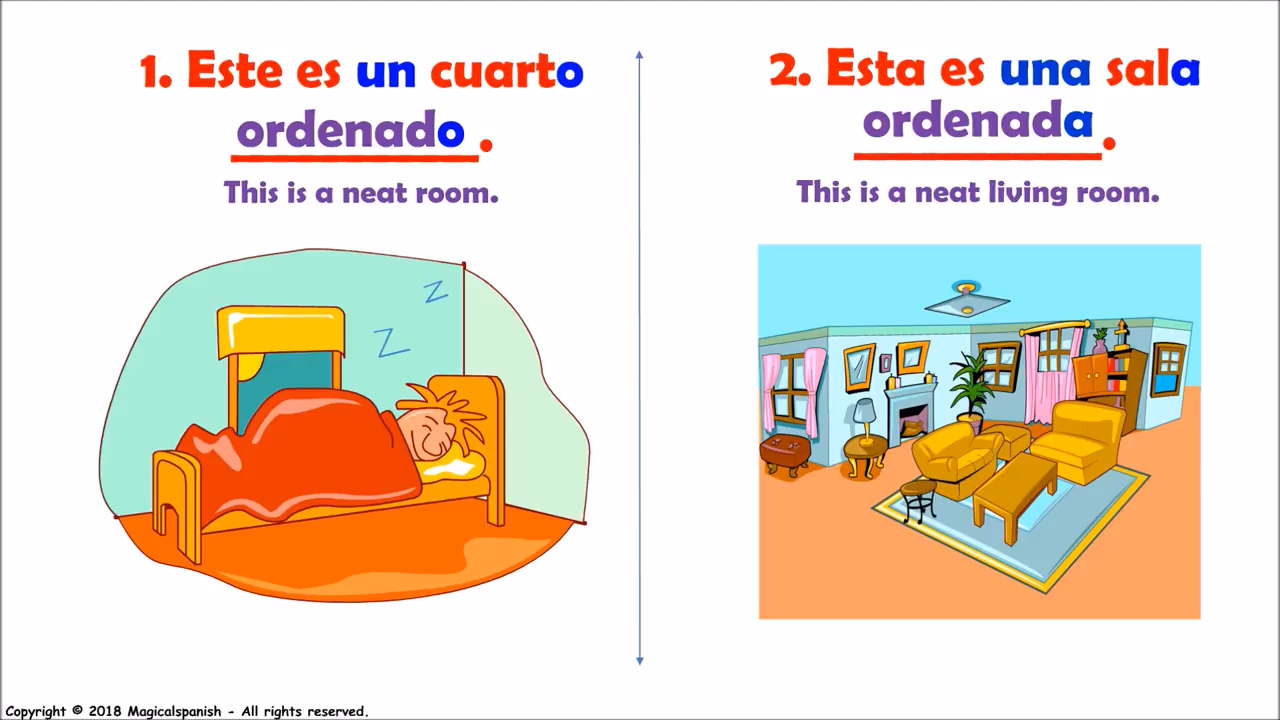 1. Este es un cuarto
ordenado.
This is a neat room.
z
z
2. Esta es una sala
ordenada.
This is a neat living room.
Copyright © 2018 Magicalspanish - All rights reserved.